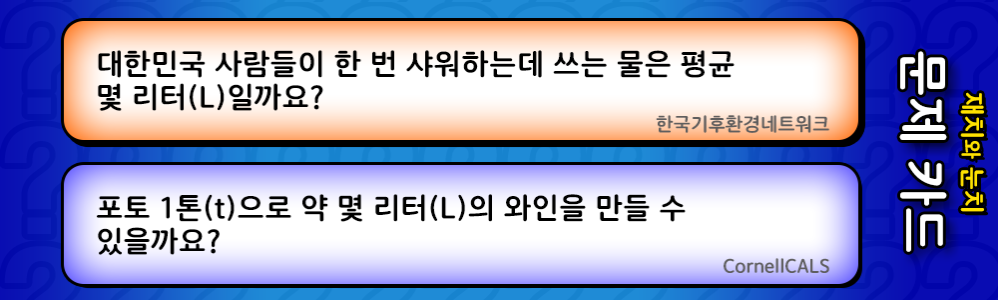 대한민국 사람들이 한 번 샤워하는데 쓰는 물은 평균
몇 리터(L)일까요?
한국기후환경네트워크
포토 1톤(t)으로 약 몇 리터(L)의 와인을 만들 수
있을까요?
CornellCALS
재치와 눈치
문제 카드